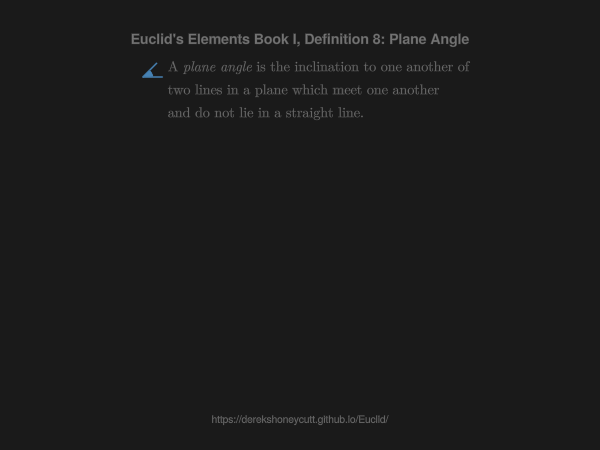 Euclid's Elements Book I, Definition 8: Plane Angle
A plane angle is the inclination to one another of
two lines in a plane which meet one another
and do not lie in a straight line.
https://derekshoneycutt.github.io/Euclid/